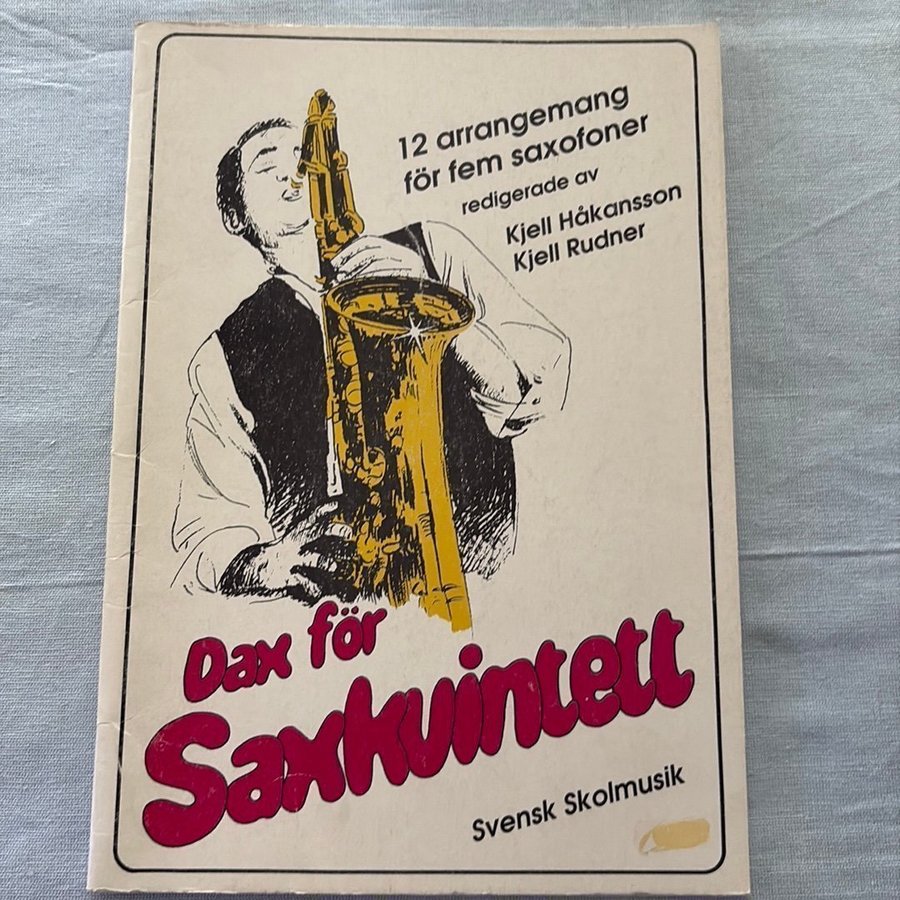 12 arrangemang
för fem saxofoner
redigerade av
Kjell Håkansson
Kjell Rudner
Dax för
Saxkvintett
Svensk Skolmusik